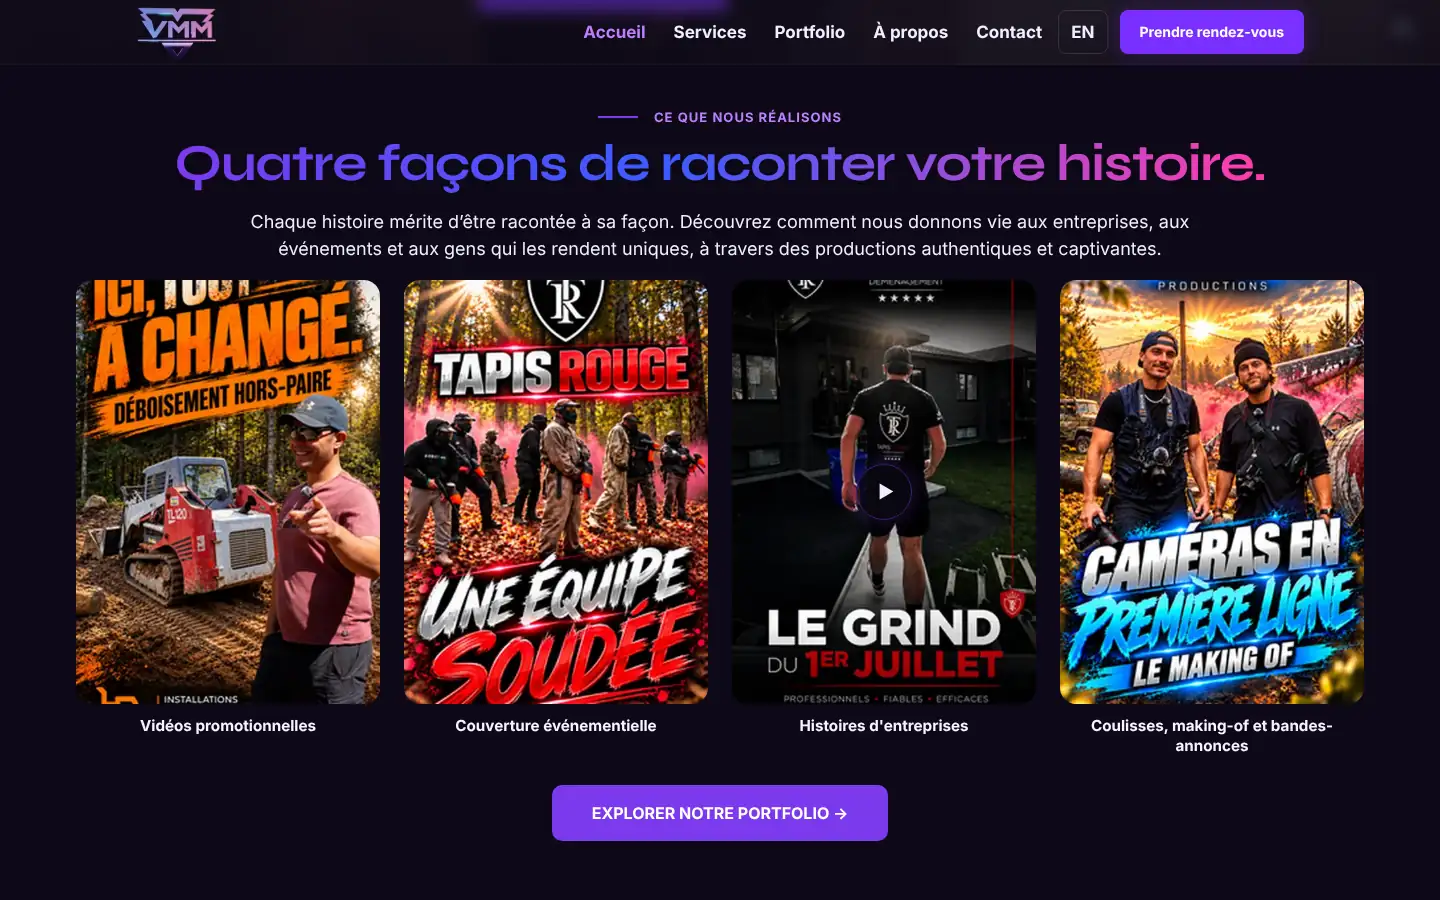 VMM
Accueil
Services
Portfolio
À propos
Contact
EN
Prendre rendez-vous
CE QUE NOUS RÉALISONS
Quatre façons de raconter votre histoire.
Chaque histoire mérite d’être racontée à sa façon. Découvrez comment nous donnons vie aux entreprises, aux
événements et aux gens qui les rendent uniques, à travers des productions authentiques et captivantes.
ICI, TOUT
A CHANGÉ.
DÉBOISEMENT HORS-PAIRE
TL120
INSTALLATIONS
Vidéos promotionnelles
TR
TAPIS ROUGE
UNE ÉQUIPE
SOUDÉE
Couverture événementielle
DÉMÉNAGEMENT
TR
LE GRIND
DU 1ER JUILLET
PROFESSIONNELS • FIABLES • EFFICACES
Histoires d'entreprises
PRODUCTIONS
CAMÉRAS EN
PREMIÈRE LIGNE
LE MAKING OF
Coulisses, making-of et bandes-
annonces
EXPLORER NOTRE PORTFOLIO →